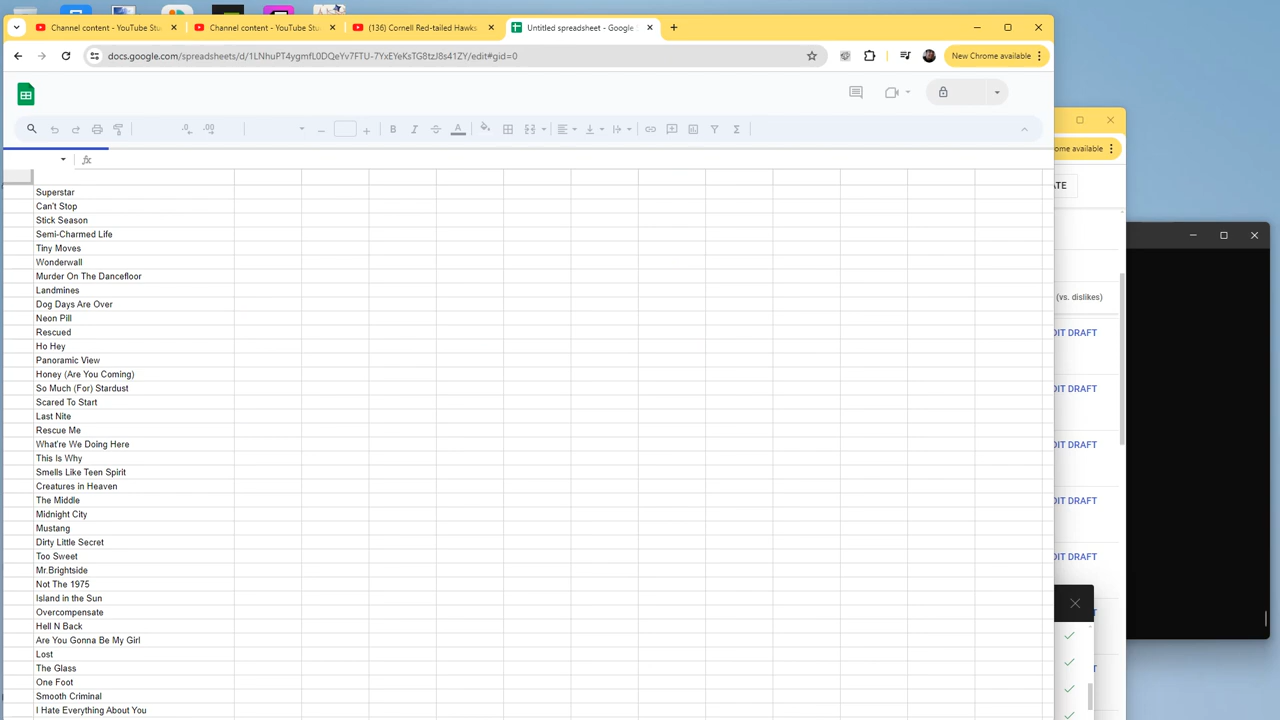 Channel content - YouTube Stu
Channel content - YouTube Stu
(136) Cornell Red-tailed Hawks
Untitled spreadsheet - Google
docs.google.com/spreadsheets/d/1LNhuPT4ygmfL0DQeYv7FTU-7YxEYeKsTG8tzJ8s41ZY/edit#gid=0
New Chrome available
ome available
ATE
(vs. dislikes)
DIT DRAFT
DIT DRAFT
DIT DRAFT
DIT DRAFT
DIT DRAFT
Superstar
Can't Stop
Stick Season
Semi-Charmed Life
Tiny Moves
Wonderwall
Murder On The Dancefloor
Landmines
Dog Days Are Over
Neon Pill
Rescued
Ho Hey
Panoramic View
Honey (Are You Coming)
So Much (For) Stardust
Scared To Start
Last Nite
Rescue Me
What're We Doing Here
This Is Why
Smells Like Teen Spirit
Creatures in Heaven
The Middle
Midnight City
Mustang
Dirty Little Secret
Too Sweet
Mr.Brightside
Not The 1975
Island in the Sun
Overcompensate
Hell N Back
Are You Gonna Be My Girl
Lost
The Glass
One Foot
Smooth Criminal
I Hate Everything About You